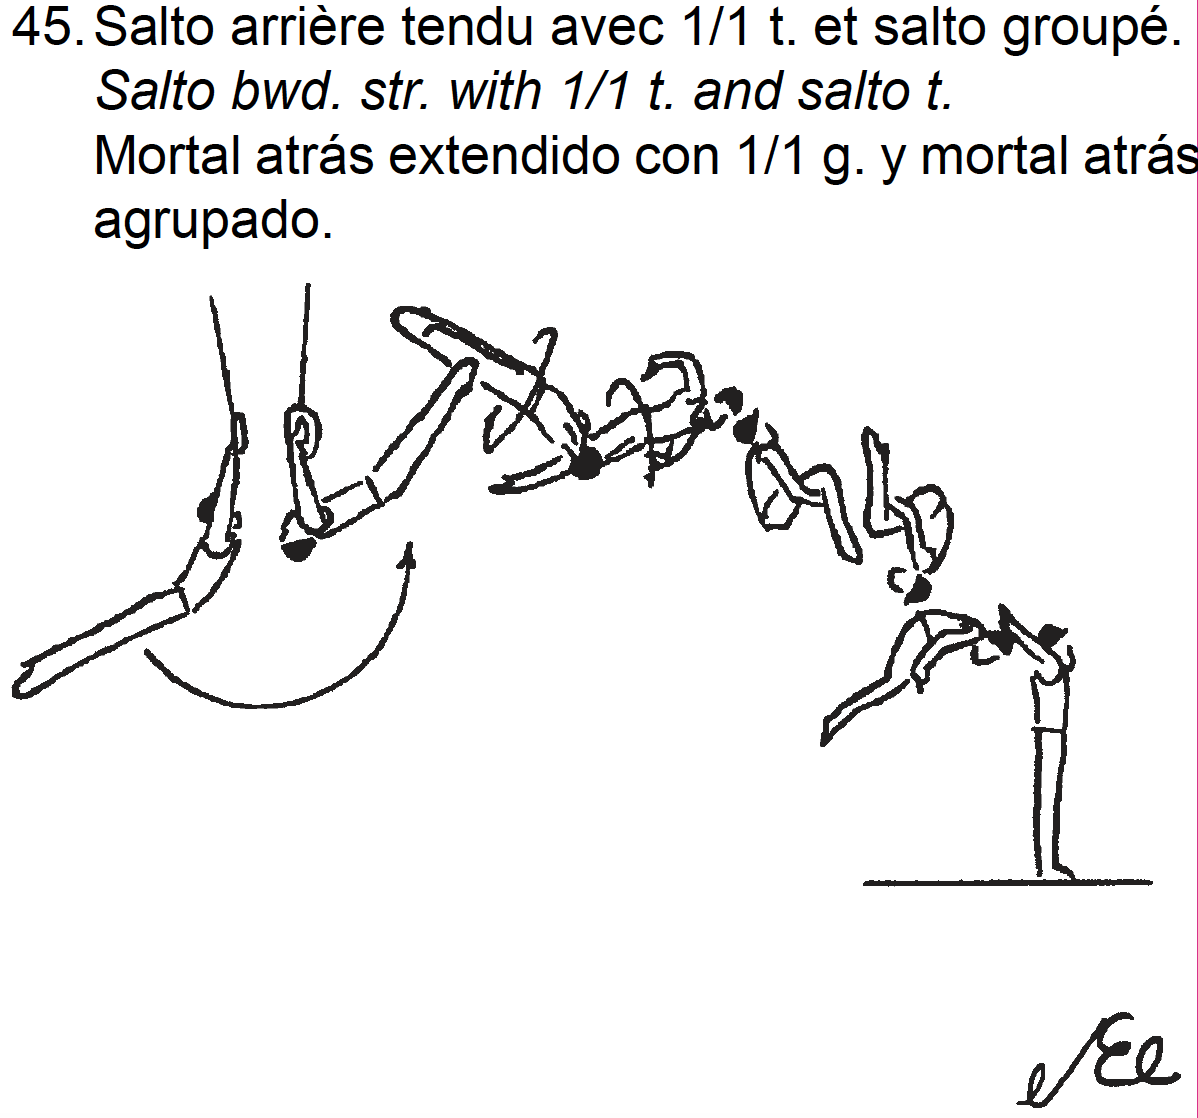 45. Salto arrière tendu avec 1/1 t. et salto groupé.
Salto bwd. str. with 1/1 t. and salto t.
Mortal atrás extendido con 1/1 g. y mortal atrás
agrupado.